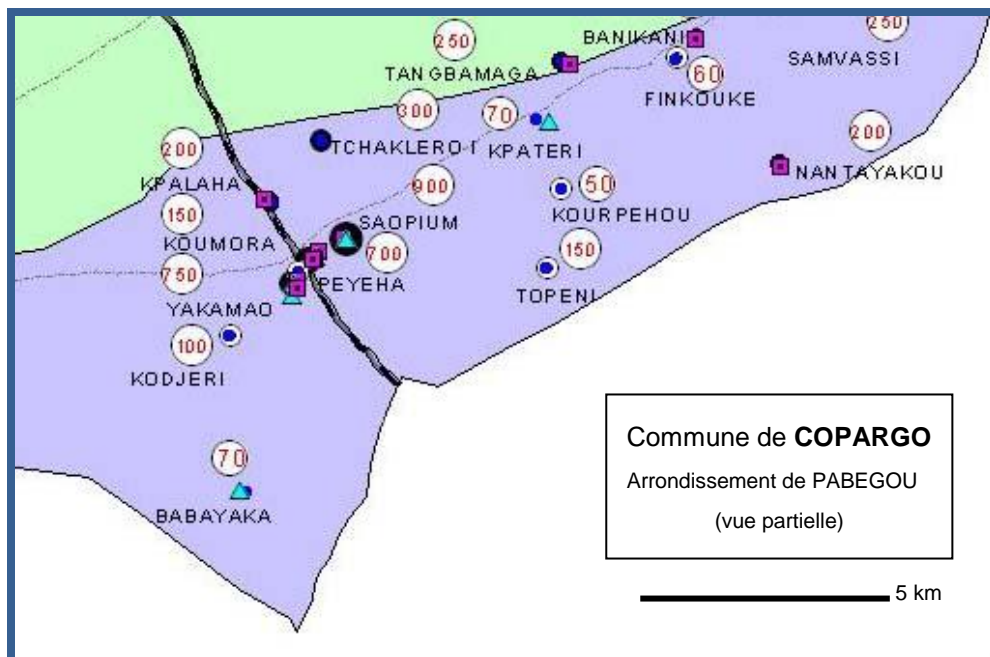 250
BANIKANI
250
SAMVASSI
TANGBAMAGA
60
FINKOUKE
300
70
200
TCHAKLEROI
KPATERI
200
KPALAHA
900
50
NANTAYAKOU
150
SAOPIUM
KOURPEHOU
KOUMORA
700
150
750
PEYEHA
TOPENI
YAKAMAO
100
KODJERI
Commune de COPARGO
Arrondissement de PABEGOU
(vue partielle)
70
BABAYAKA
5 km